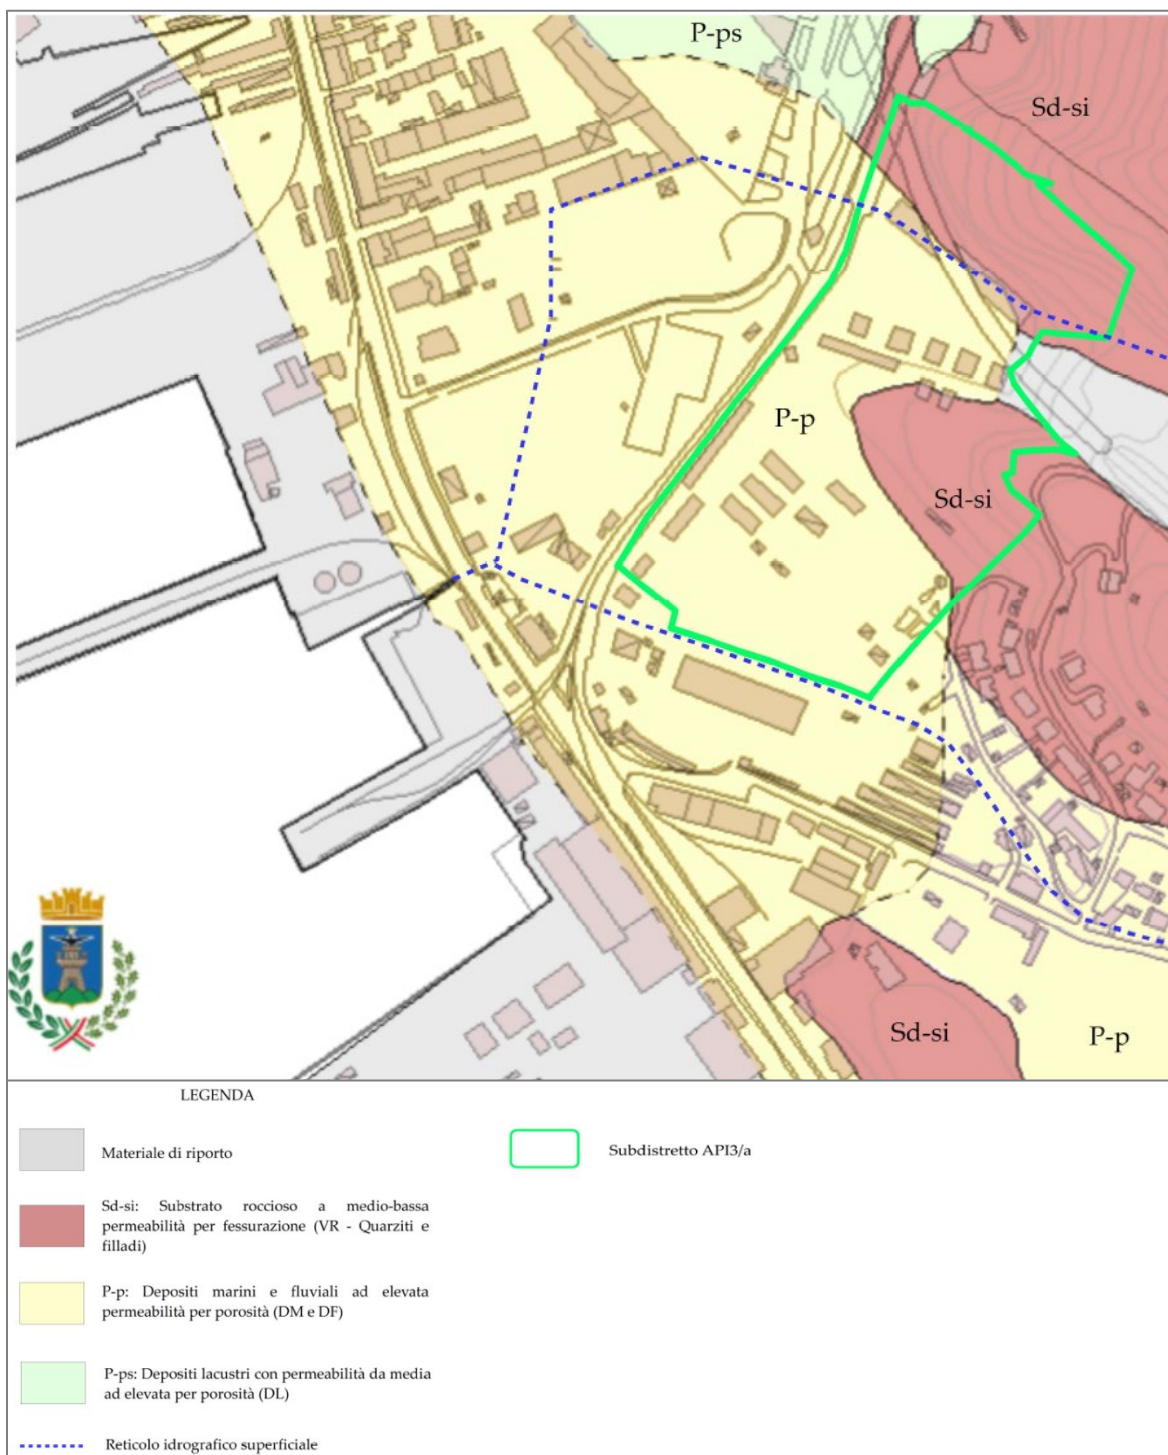 P-ps
Sd-si
P-p
Sd-si
Sd-si
P-p
LEGENDA
Materiale di riporto
Subdistretto API3/a
Sd-si: Substrato roccioso a medio-bassa
permeabilità per fessurazione (VR - Quarziti e
filladi)
P-p: Depositi marini e fluviali ad elevata
permeabilità per porosità (DM e DF)
P-ps: Depositi lacustri con permeabilità da media
ad elevata per porosità (DL)
Reticolo idrografico superficiale